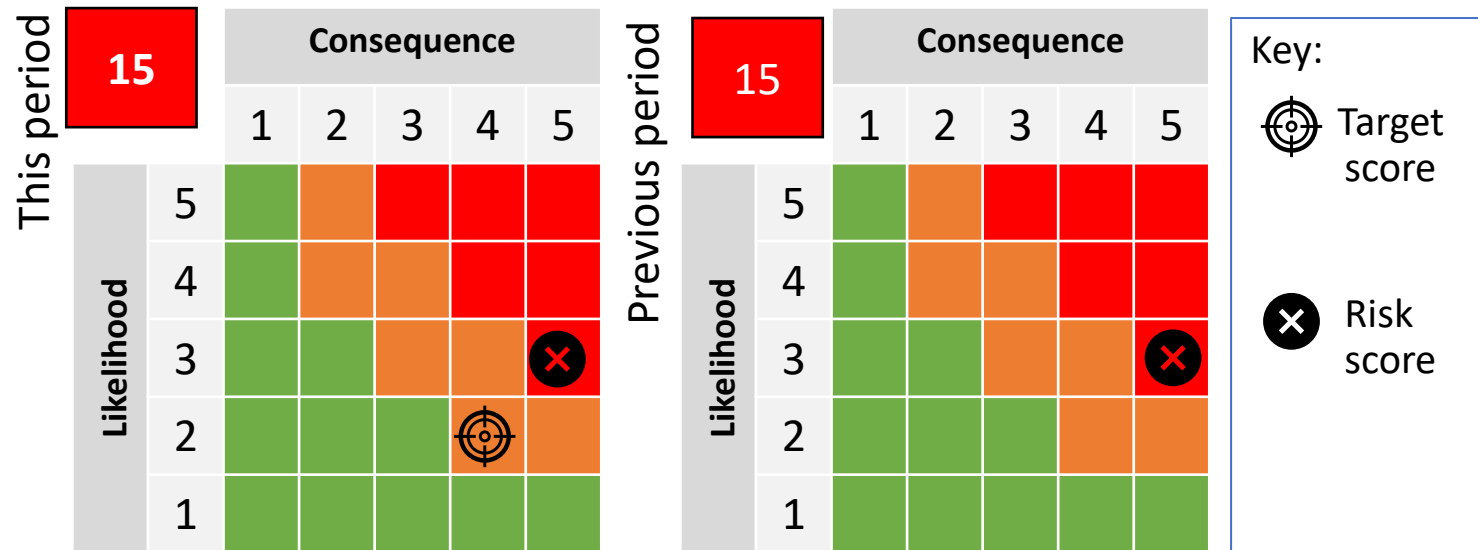 This period
15
Consequence
1 2 3 4 5
Likelihood
5
4
3
2
1
Previous period
15
Consequence
1 2 3 4 5
Likelihood
5
4
3
2
1
Key:
Target
score
Risk
score